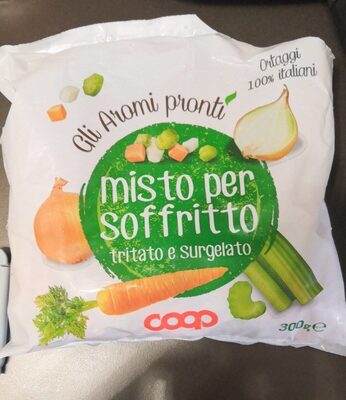 Gli Aromi pronti
Ortaggi
100% italiani
misto per
soffritto
tritato e surgelato
coop
300g e